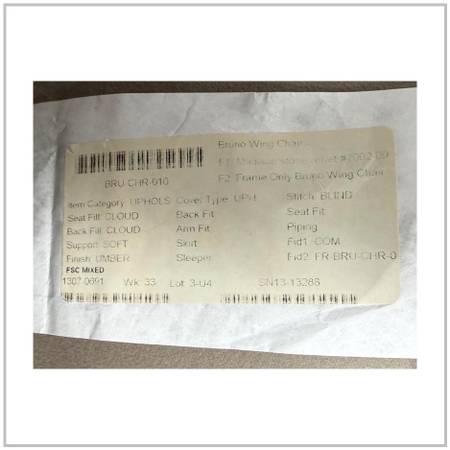 Bruno Wing Chair
BRU-CHR-010
F2: Frame Only Bruno Wing Chair
Item Category: UPHOLS Cover Type: UPH Stitch: BLIND
Seat Fill: CLOUD Back Fit Seat Fit
Back Fill: CLOUD Arm Fit Piping
Support: SOFT Skirt Fid1: COM
Finish: UMBER Sleeper Fid2: FR-BRU-CHR-0
FSC MIXED
1307 0691 Wk: 33 Lot: 3-U4 SN13-13288